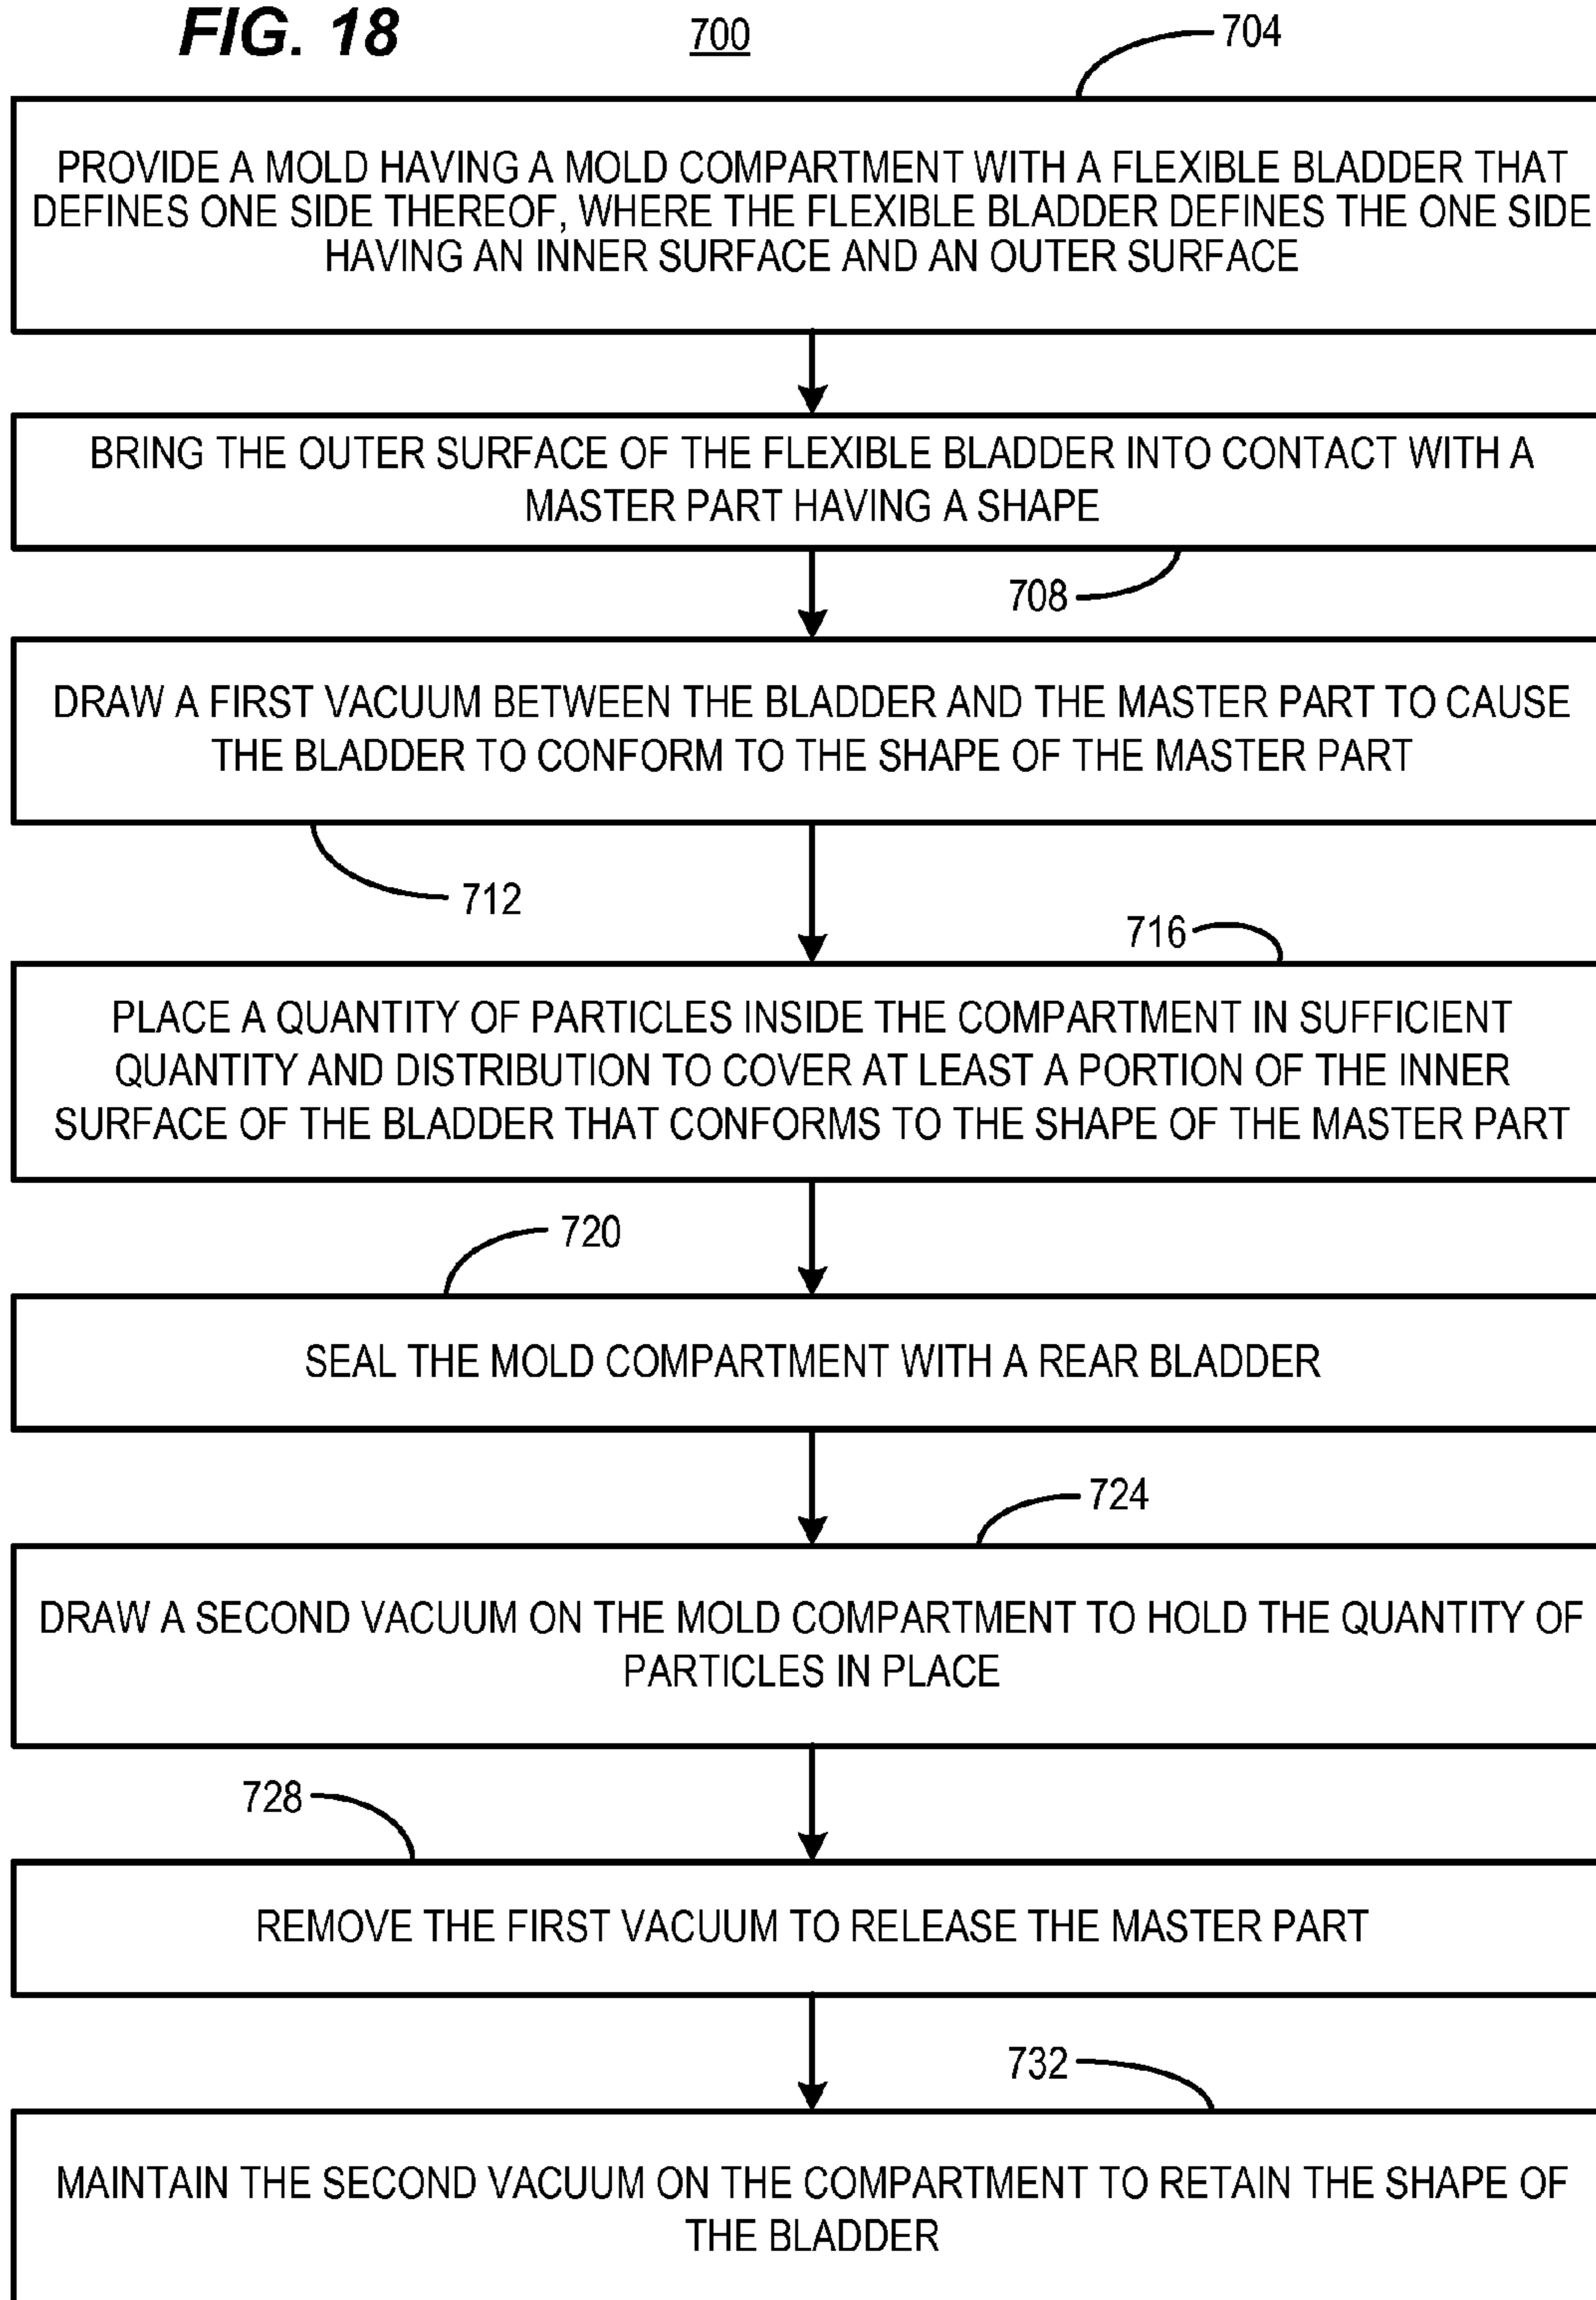 FIG. 18
700
704
PROVIDE A MOLD HAVING A MOLD COMPARTMENT WITH A FLEXIBLE BLADDER THAT
DEFINES ONE SIDE THEREOF, WHERE THE FLEXIBLE BLADDER DEFINES THE ONE SIDE
HAVING AN INNER SURFACE AND AN OUTER SURFACE
BRING THE OUTER SURFACE OF THE FLEXIBLE BLADDER INTO CONTACT WITH A
MASTER PART HAVING A SHAPE
708
DRAW A FIRST VACUUM BETWEEN THE BLADDER AND THE MASTER PART TO CAUSE
THE BLADDER TO CONFORM TO THE SHAPE OF THE MASTER PART
712
716
PLACE A QUANTITY OF PARTICLES INSIDE THE COMPARTMENT IN SUFFICIENT
QUANTITY AND DISTRIBUTION TO COVER AT LEAST A PORTION OF THE INNER
SURFACE OF THE BLADDER THAT CONFORMS TO THE SHAPE OF THE MASTER PART
720
SEAL THE MOLD COMPARTMENT WITH A REAR BLADDER
724
DRAW A SECOND VACUUM ON THE MOLD COMPARTMENT TO HOLD THE QUANTITY OF
PARTICLES IN PLACE
728
REMOVE THE FIRST VACUUM TO RELEASE THE MASTER PART
732
MAINTAIN THE SECOND VACUUM ON THE COMPARTMENT TO RETAIN THE SHAPE OF
THE BLADDER